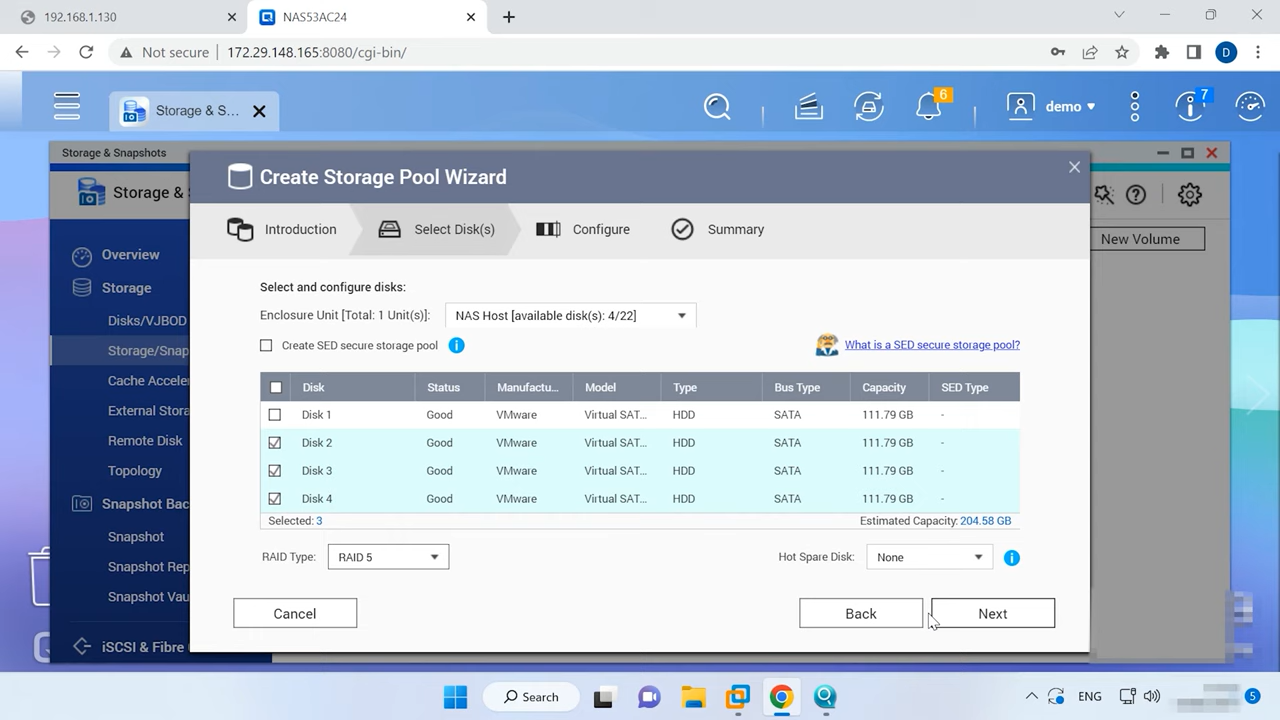 192.168.1.130
NAS53AC24
Not secure 172.29.148.165:8080/cgi-bin/
D
Storage & S...
6
demo
7
Storage & Snapshots
Storage &
Create Storage Pool Wizard
Introduction
Select Disk(s)
Configure
Summary
New Volume
Overview
Storage
Disks/VJBOD
Storage/Snap
Cache Acceler
External Stora
Remote Disk
Topology
Snapshot Bac
Snapshot
Snapshot Rep
Snapshot Vau
iSCSI & Fibre
Select and configure disks:
Enclosure Unit [Total: 1 Unit(s)]: NAS Host [available disk(s): 4/22]
Create SED secure storage pool
What is a SED secure storage pool?
Disk Status Manufactu... Model Type Bus Type Capacity SED Type
Disk 1 Good VMware Virtual SAT... HDD SATA 111.79 GB -
Disk 2 Good VMware Virtual SAT... HDD SATA 111.79 GB -
Disk 3 Good VMware Virtual SAT... HDD SATA 111.79 GB -
Disk 4 Good VMware Virtual SAT... HDD SATA 111.79 GB -
Selected: 3 Estimated Capacity: 204.58 GB
RAID Type: RAID 5 Hot Spare Disk: None
Cancel Back Next
Search
ENG
5